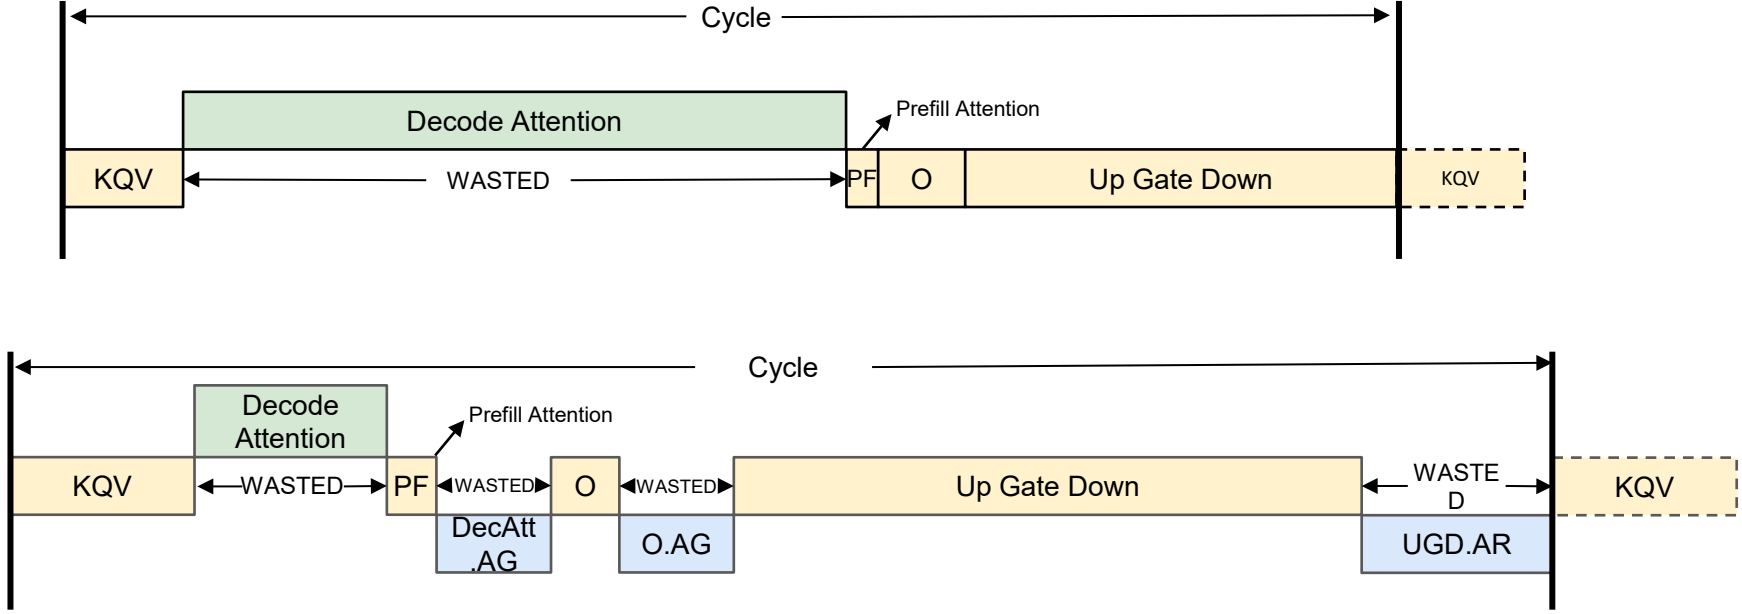 Cycle
Prefill Attention
Decode Attention
KQV
WASTED
PF
O
Up Gate Down
KQV
Cycle
Decode
Attention
Prefill Attention
KQV
WASTED
PF
WASTED
O
WASTED
Up Gate Down
WASTE
D
KQV
DecAtt
.AG
O.AG
UGD.AR